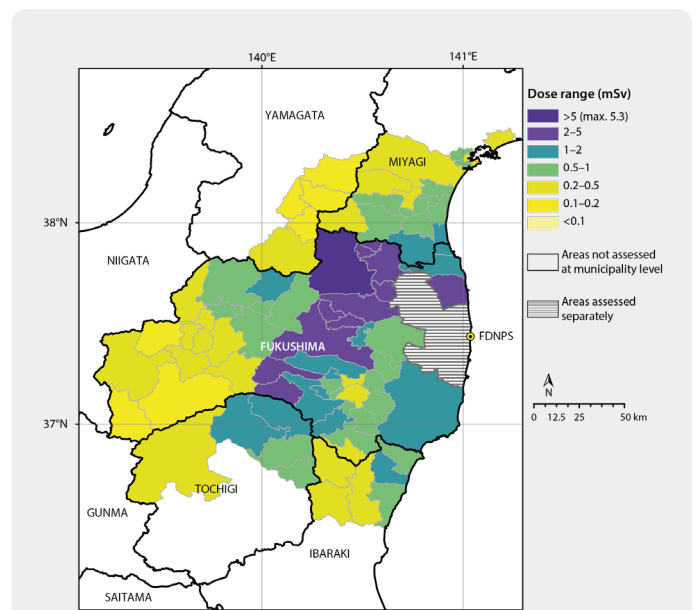 140°E
141°E
YAMAGATA
MIYAGI
38°N
NIIGATA
FUKUSHIMA
FDNPS
37°N
TOCHIGI
GUNMA
IBARAKI
SAITAMA
Dose range (mSv)
>5 (max. 5.3)
2–5
1–2
0.5–1
0.2–0.5
0.1–0.2
<0.1
Areas not assessed
at municipality level
Areas assessed
separately
N
0 12.5 25 50 km